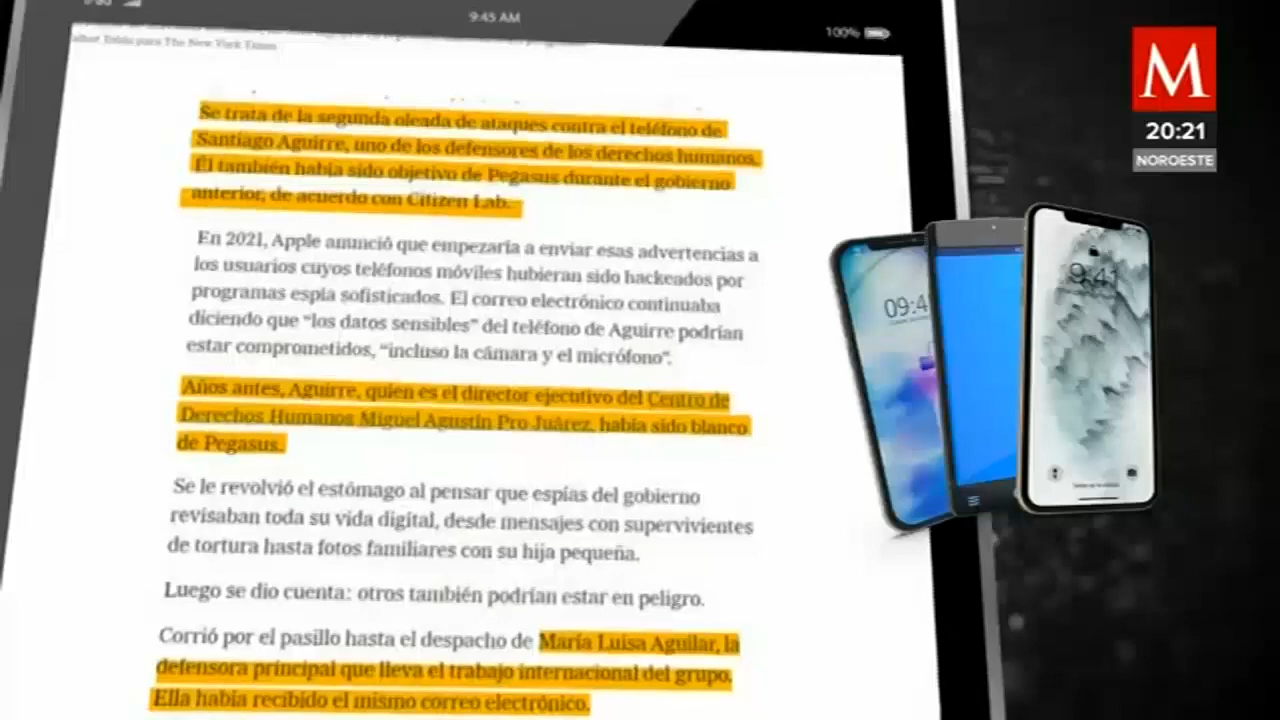 9:45 AM
100%
para The New York Times
Se trata de la segunda oleada de ataques contra el teléfono de
Santiago Aguirre, uno de los defensores de los derechos humanos.
Él también había sido objetivo de Pegasus durante el gobierno
anterior, de acuerdo con Citizen Lab.
En 2021, Apple anunció que empezaría a enviar esas advertencias a
los usuarios cuyos teléfonos móviles hubieran sido hackeados por
programas espía sofisticados. El correo electrónico continuaba
diciendo que “los datos sensibles” del teléfono de Aguirre podrían
estar comprometidos, “incluso la cámara y el micrófono”.
Años antes, Aguirre, quien es el director ejecutivo del Centro de
Derechos Humanos Miguel Agustín Pro Juárez, había sido blanco
de Pegasus.
Se le revolvió el estómago al pensar que espías del gobierno
revisaban toda su vida digital, desde mensajes con supervivientes
de tortura hasta fotos familiares con su hija pequeña.
Luego se dio cuenta: otros también podrían estar en peligro.
Corrió por el pasillo hasta el despacho de María Luisa Aguilar, la
defensora principal que lleva el trabajo internacional del grupo.
Ella había recibido el mismo correo electrónico.
09:4
9:41
M
20:21
NOROESTE